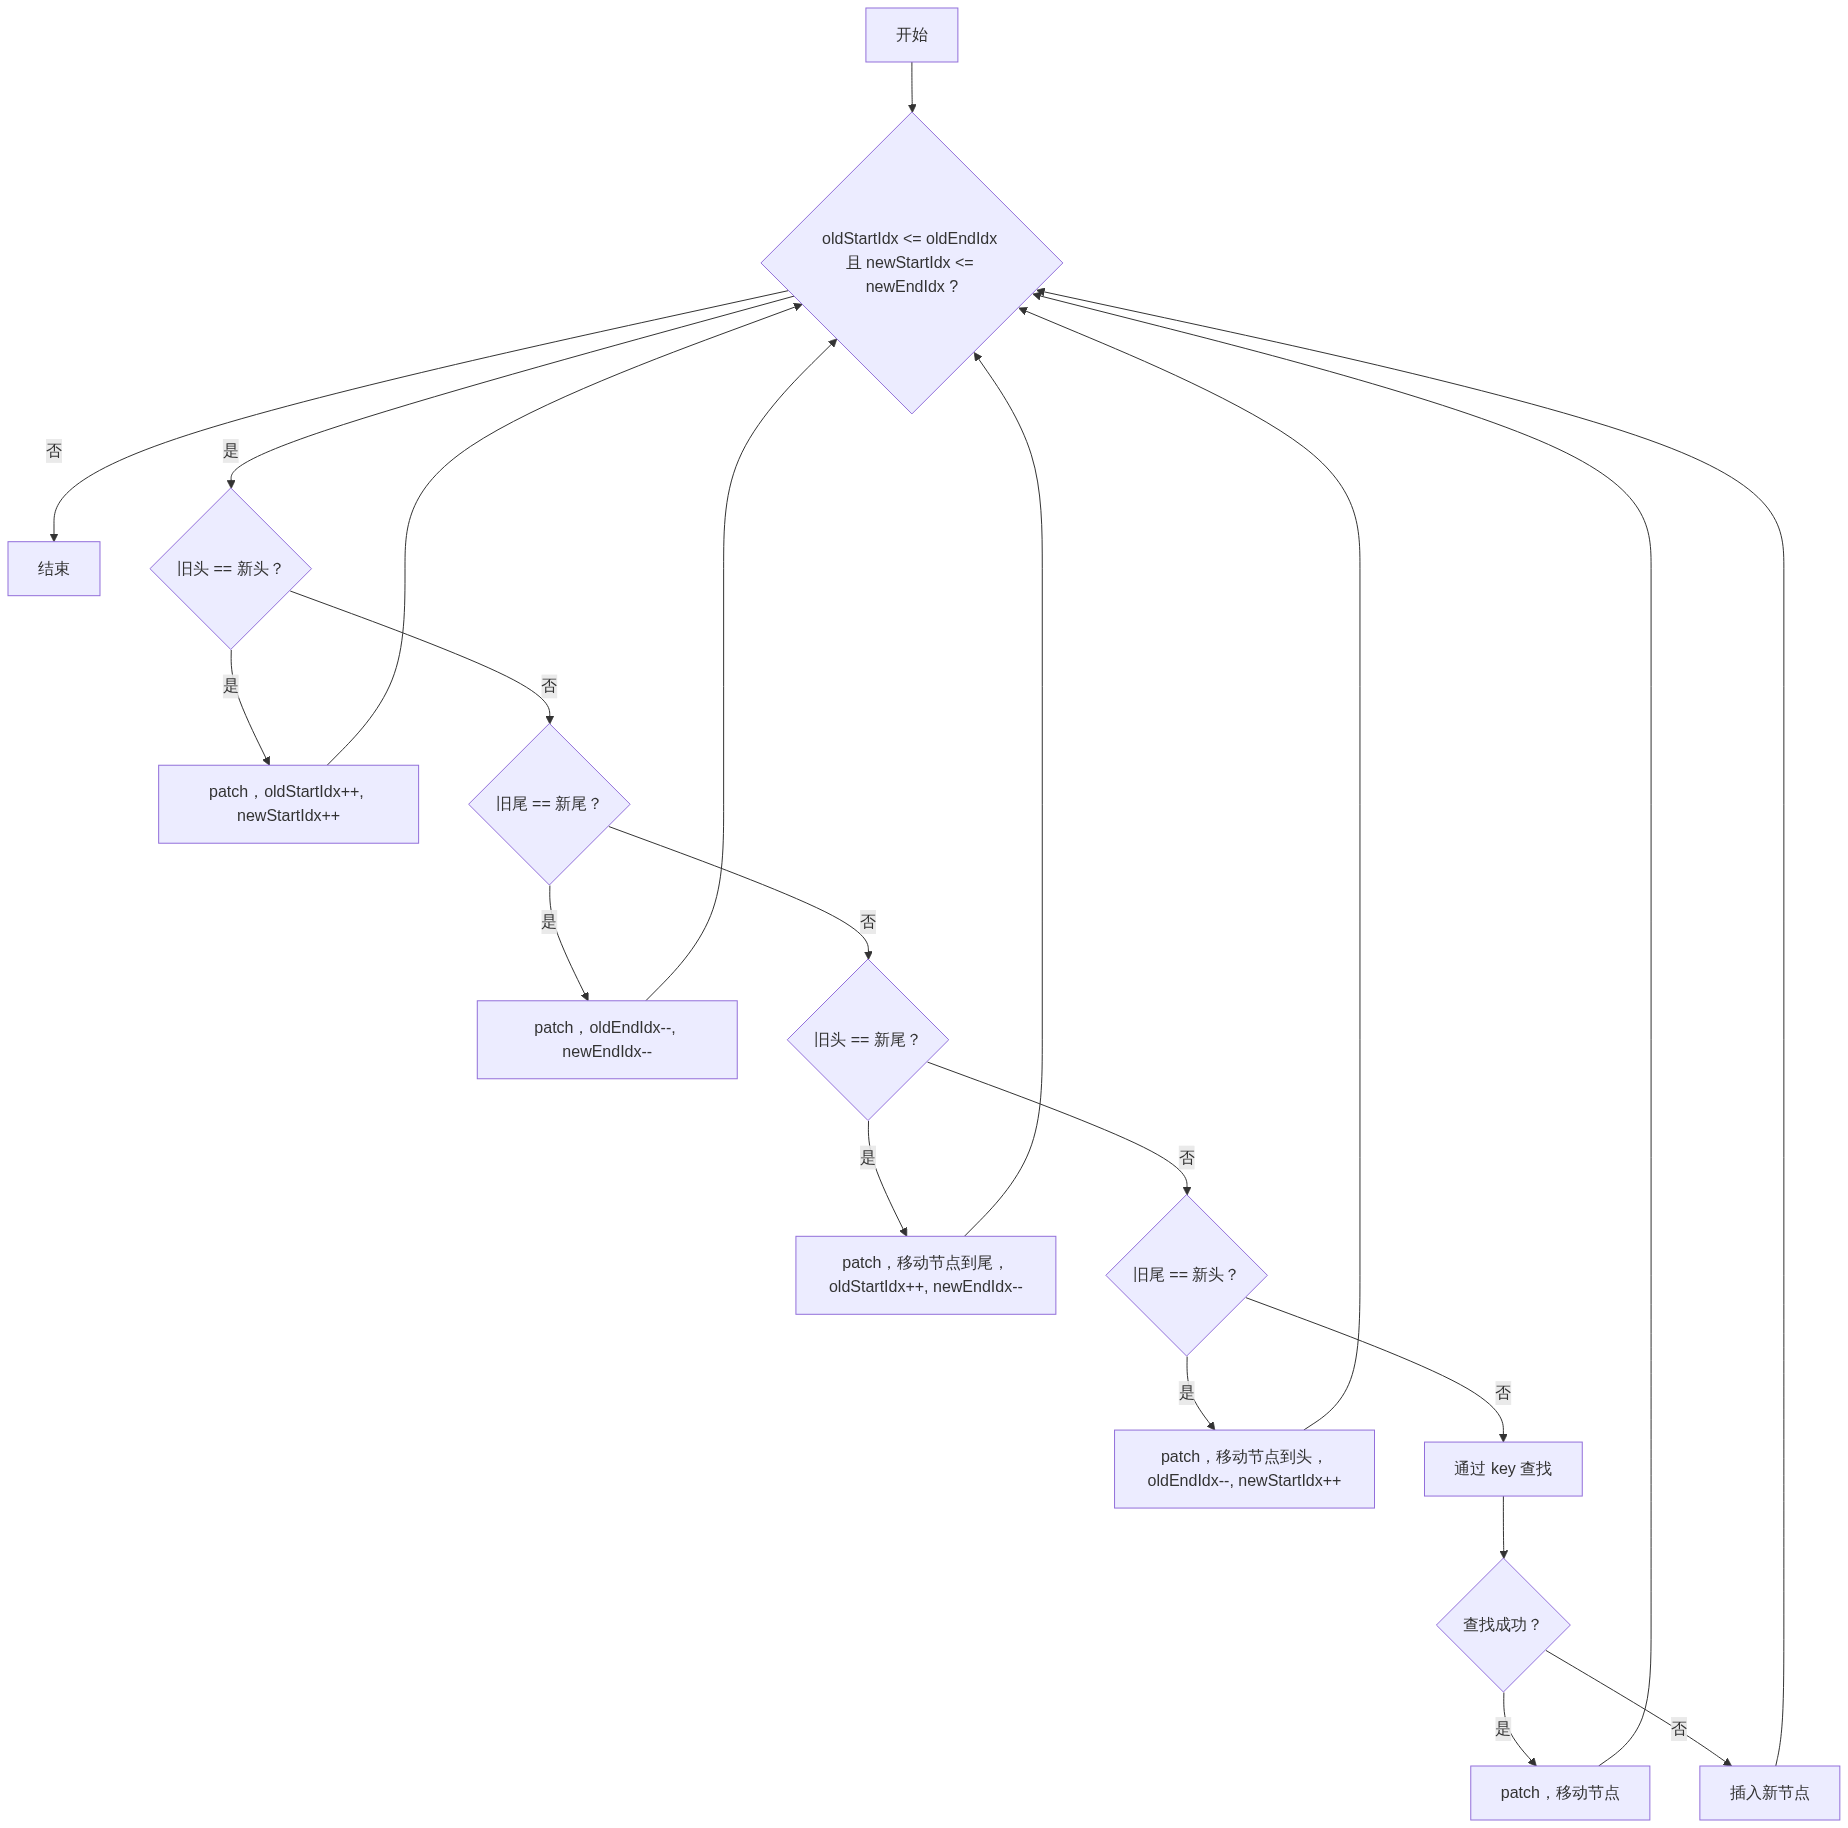 开始
oldStartIdx <= oldEndIdx
且 newStartIdx <=
newEndIdx？
否
是
结束
旧头 == 新头？
是
否
patch，oldStartIdx++,
newStartIdx++
旧尾 == 新尾？
是
否
patch，oldEndIdx--,
newEndIdx--
旧头 == 新尾？
是
否
patch，移动节点到尾，
oldStartIdx++, newEndIdx--
旧尾 == 新头？
是
否
patch，移动节点到头，
oldEndIdx--, newStartIdx++
通过 key 查找
查找成功？
是
否
patch，移动节点
插入新节点